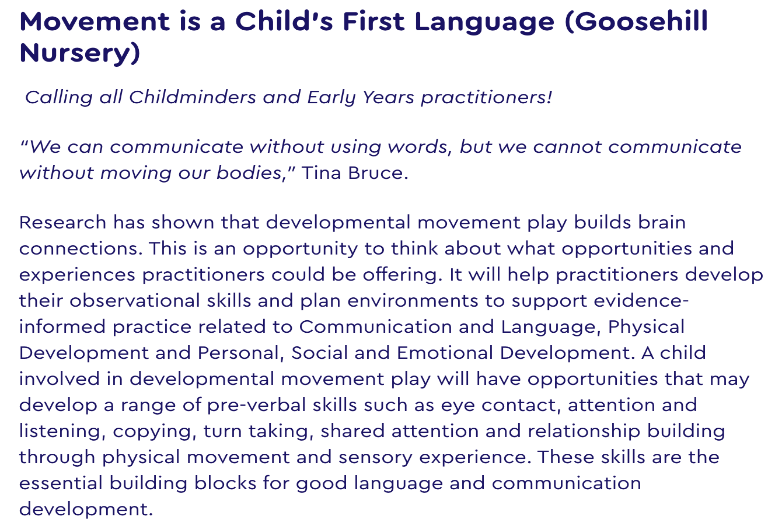 Movement is a Child's First Language (Goosehill
Nursery)
Calling all Childminders and Early Years practitioners!
"We can communicate without using words, but we cannot communicate
without moving our bodies," Tina Bruce.
Research has shown that developmental movement play builds brain
connections. This is an opportunity to think about what opportunities and
experiences practitioners could be offering. It will help practitioners develop
their observational skills and plan environments to support evidence-
informed practice related to Communication and Language, Physical
Development and Personal, Social and Emotional Development. A child
involved in developmental movement play will have opportunities that may
develop a range of pre-verbal skills such as eye contact, attention and
listening, copying, turn taking, shared attention and relationship building
through physical movement and sensory experience. These skills are the
essential building blocks for good language and communication
development.